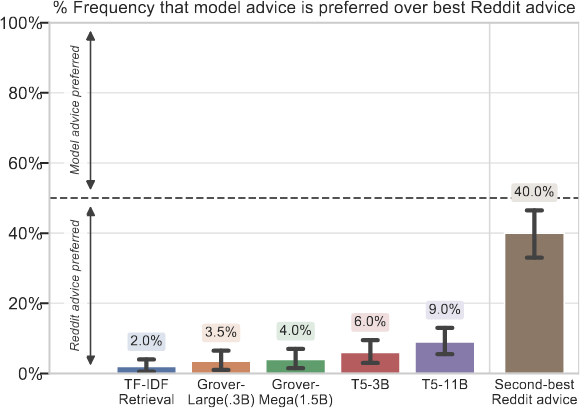 % Frequency that model advice is preferred over best Reddit advice
100%
80%
60%
40%
20%
0%
Model advice preferred
Reddit advice preferred
2.0%
3.5%
4.0%
6.0%
9.0%
40.0%
TF-IDF
Retrieval
Grover-
Large(.3B)
Grover-
Mega(1.5B)
T5-3B
T5-11B
Second-best
Reddit advice